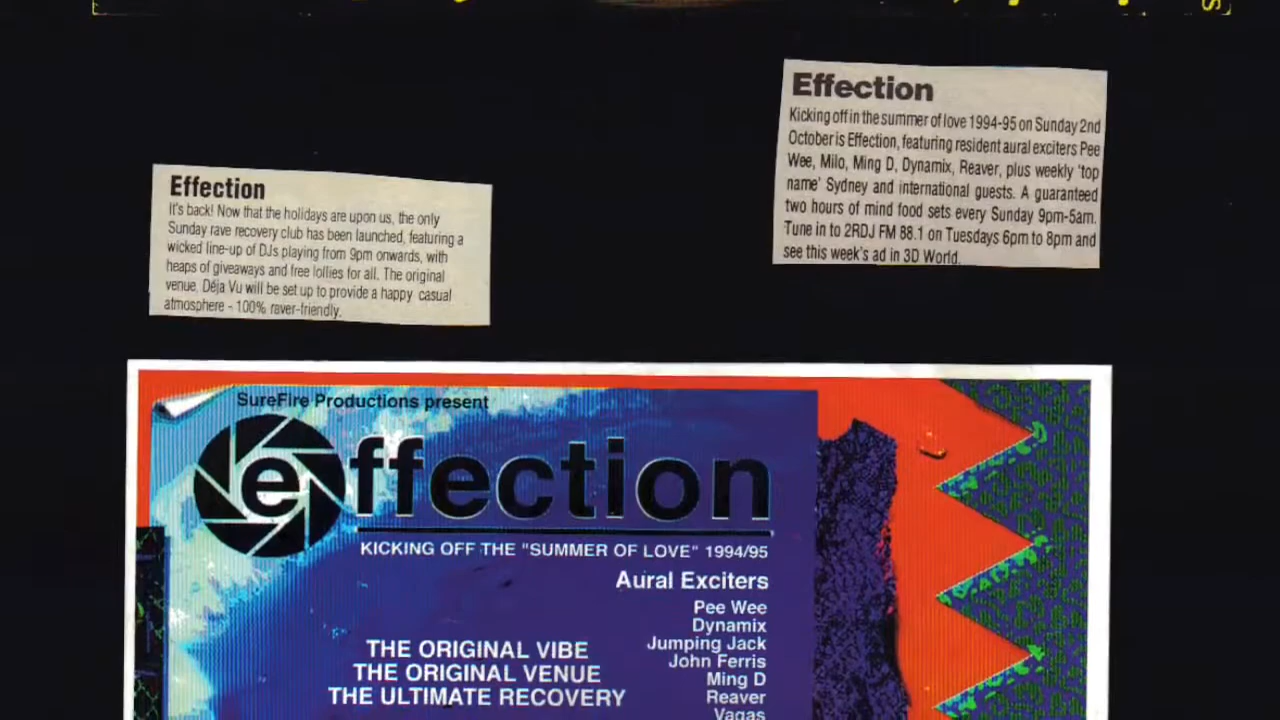 Effection
Kicking off in the summer of love 1994-95 on Sunday 2nd
October is Effection, featuring resident aural exciters Pee
Wee, Milo, Ming D, Dynamix, Reaver, plus weekly 'top
name' Sydney and international guests. A guaranteed
two hours of mind food sets every Sunday 9pm-5am.
Tune in to 2RDJ FM 88.1 on Tuesdays 6pm to 8pm and
see this week's ad in 3D World.
Effection
It's back! Now that the holidays are upon us, the only
Sunday rave recovery club has been launched, featuring a
wicked line-up of DJs playing from 9pm onwards, with
heaps of giveaways and free lollies for all. The original
venue, Déja Vu will be set up to provide a happy casual
atmosphere - 100% raver-friendly.
SureFire Productions present
effection
KICKING OFF THE "SUMMER OF LOVE" 1994/95
Aural Exciters
Pee Wee
Dynamix
Jumping Jack
John Ferris
Ming D
Reaver
Vagas
THE ORIGINAL VIBE
THE ORIGINAL VENUE
THE ULTIMATE RECOVERY